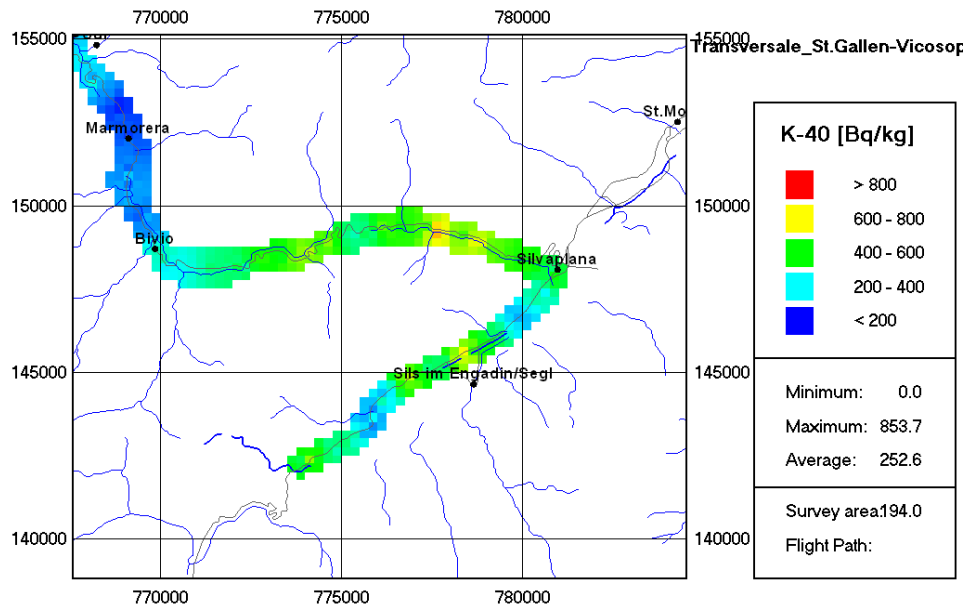 770000 775000 780000
155000 155000
Transversale_St.Gallen-Vicosop
Marmorera
St.Mo
150000 150000
Bivio
Silvaplana
145000 145000
Sils im Engadin/Segl
140000 140000
770000 775000 780000
K-40 [Bq/kg]
> 800
600 - 800
400 - 600
200 - 400
< 200
Minimum: 0.0
Maximum: 853.7
Average: 252.6
Survey area: 194.0
Flight Path: